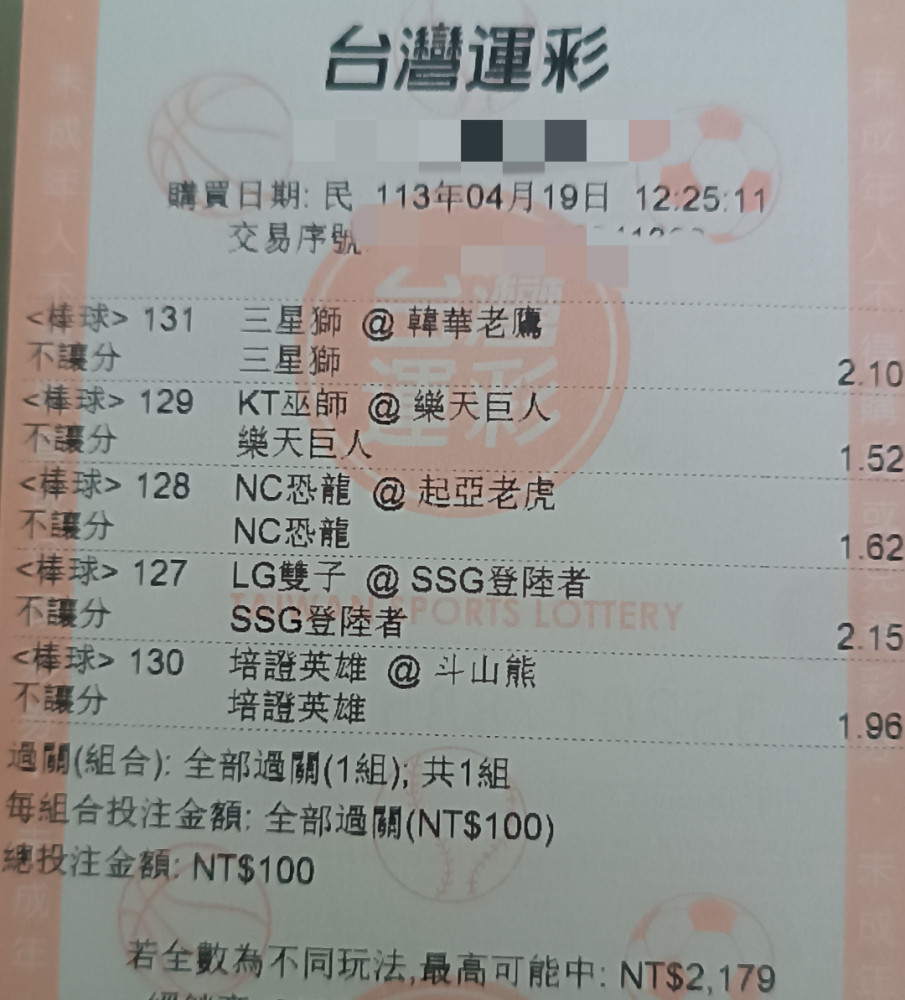 台灣運彩
購買日期: 民 113年04月19日 12:25:11
交易序號
<棒球> 131 三星獅 @ 韓華老鷹
不讓分 三星獅 2.10
<棒球> 129 KT巫師 @ 樂天巨人
不讓分 樂天巨人 1.52
<棒球> 128 NC恐龍 @ 起亞老虎
不讓分 NC恐龍 1.62
<棒球> 127 LG雙子 @ SSG登陸者
不讓分 SSG登陸者 2.15
TAIWAN SPORTS LOTTERY
<棒球> 130 培證英雄 @ 斗山熊
不讓分 培證英雄 1.96
過關(組合): 全部過關(1組); 共1組
每組合投注金額: 全部過關(NT$100)
總投注金額: NT$100
若全數為不同玩法,最高可能中: NT$2,179